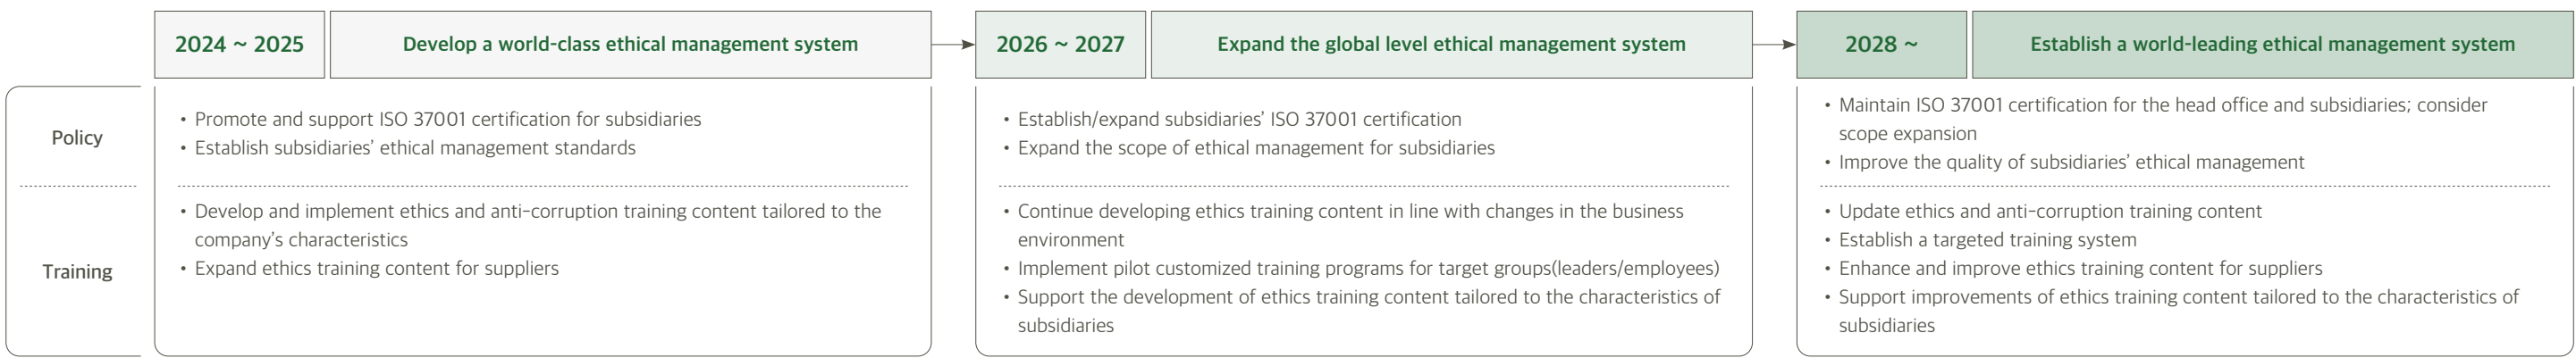 2024 ~ 2025
Develop a world-class ethical management system
2026 ~ 2027
Expand the global level ethical management system
2028 ~
Establish a world-leading ethical management system
Policy
• Promote and support ISO 37001 certification for subsidiaries
• Establish subsidiaries’ ethical management standards
• Establish/expand subsidiaries’ ISO 37001 certification
• Expand the scope of ethical management for subsidiaries
• Maintain ISO 37001 certification for the head office and subsidiaries; consider
scope expansion
• Improve the quality of subsidiaries’ ethical management
Training
• Develop and implement ethics and anti-corruption training content tailored to the
company’s characteristics
• Expand ethics training content for suppliers
• Continue developing ethics training content in line with changes in the business
environment
• Implement pilot customized training programs for target groups(leaders/employees)
• Support the development of ethics training content tailored to the characteristics of
subsidiaries
• Update ethics and anti-corruption training content
• Establish a targeted training system
• Enhance and improve ethics training content for suppliers
• Support improvements of ethics training content tailored to the characteristics of
subsidiaries